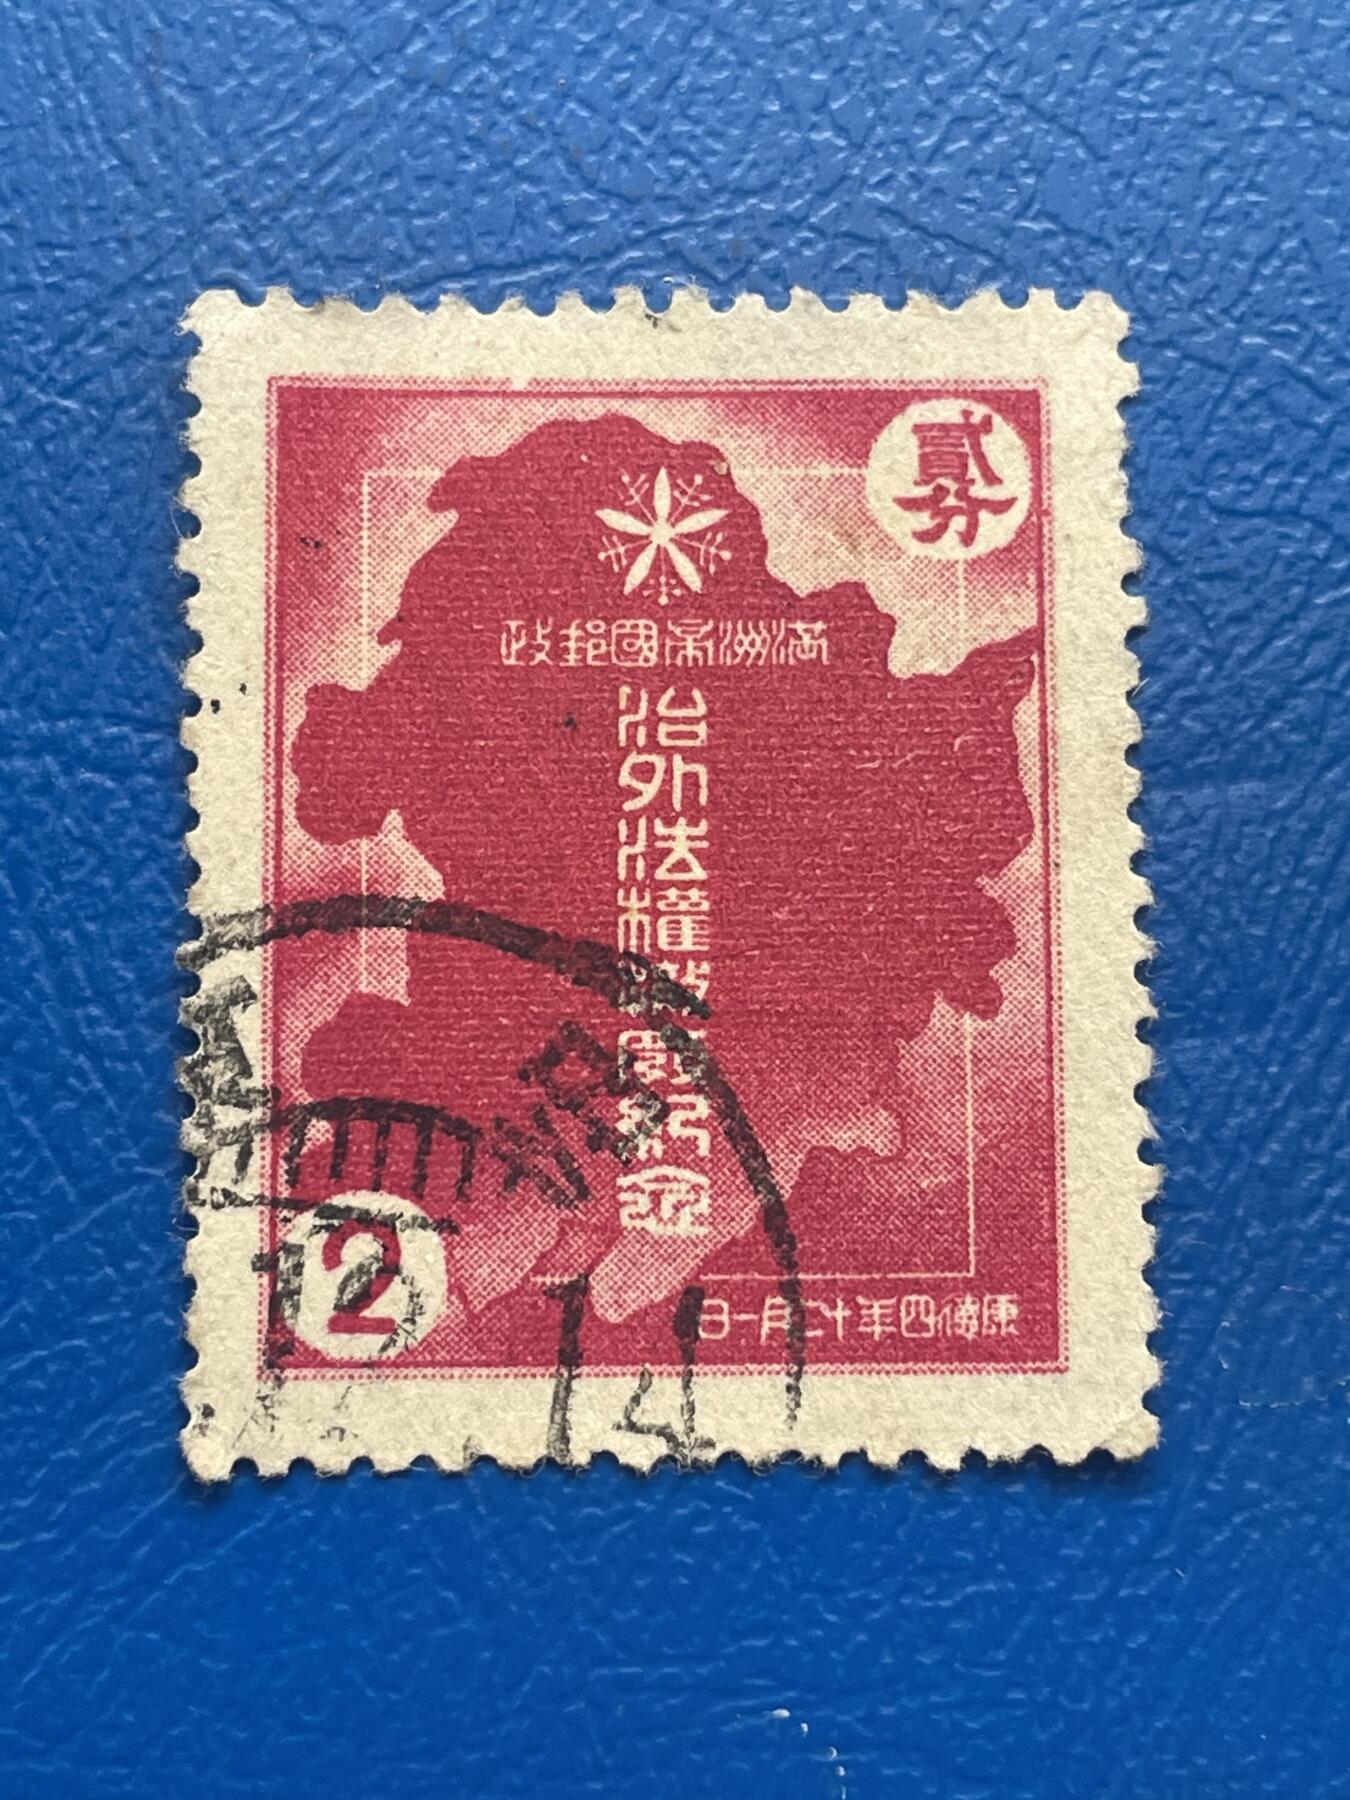 貳分
滿洲帝國郵政
治外法權撤廢紀念
2
康德四年十二月一日